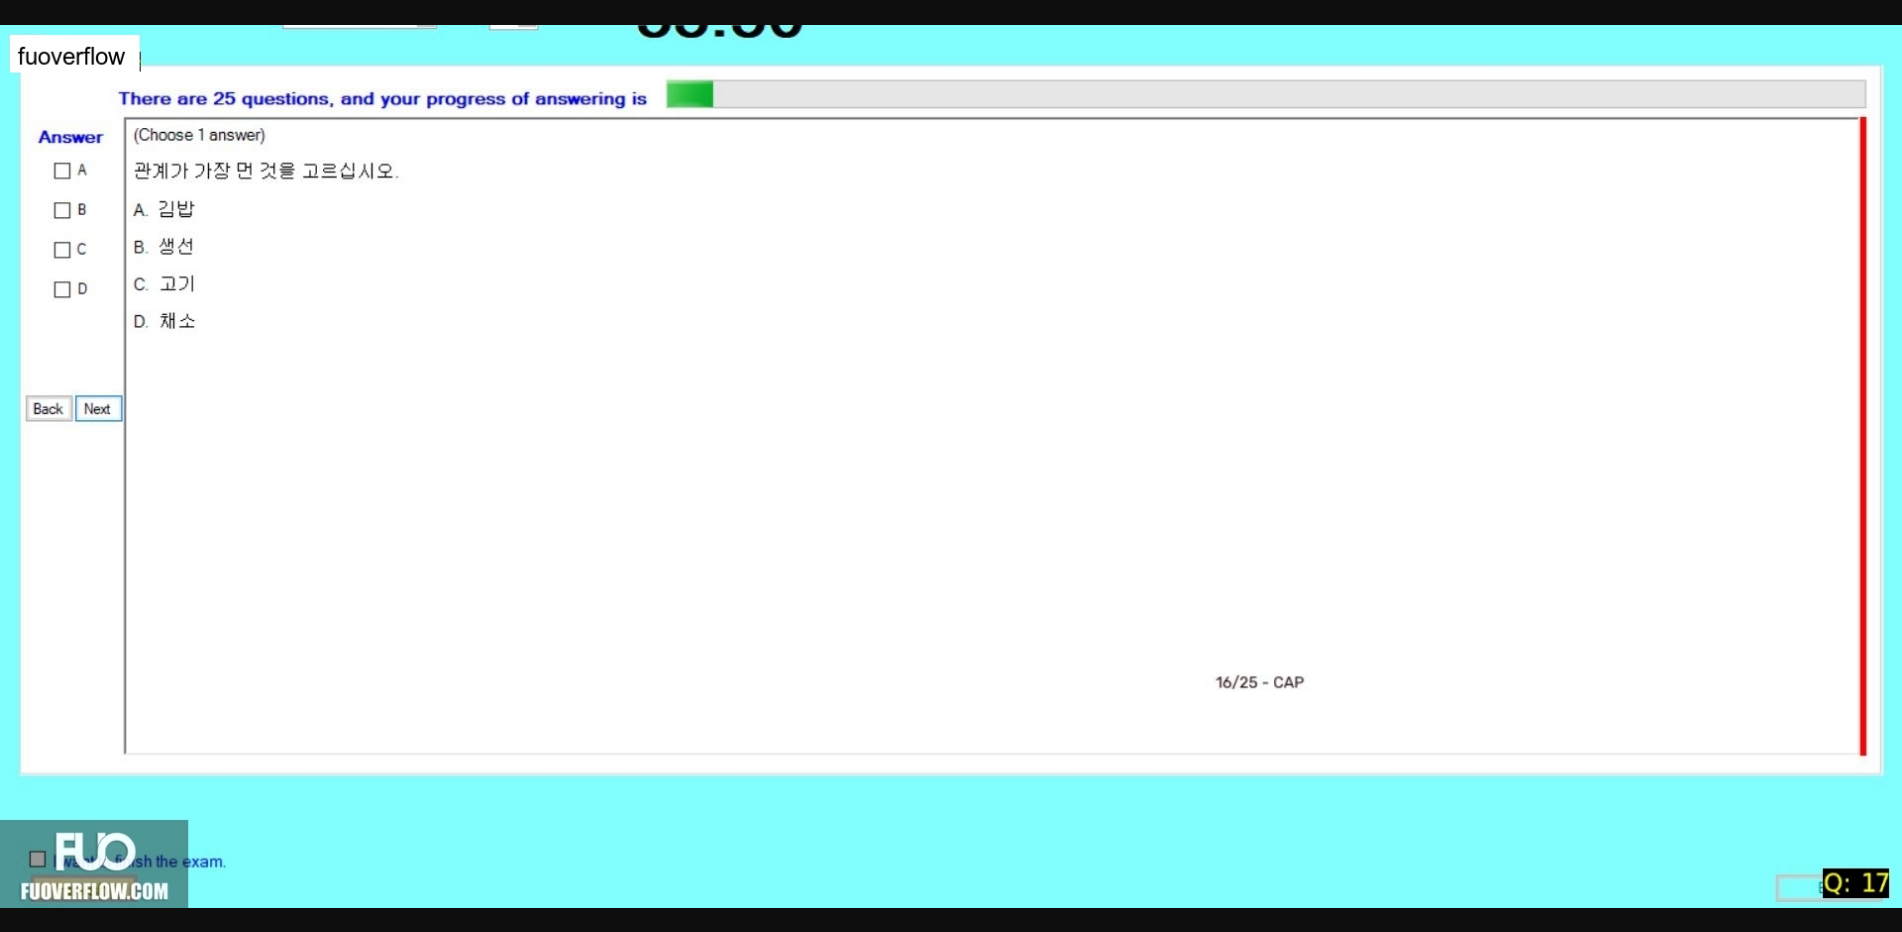 fuoverflow
There are 25 questions, and your progress of answering is
Answer
(Choose 1 answer)
A
관계가 가장 먼 것을 고르십시오.
B
A. 김밥
C
B. 생선
D
C. 고기
D. 채소
Back Next
16/25 - CAP
FUO
finish the exam.
FUOVERFLOW.COM
Q: 17